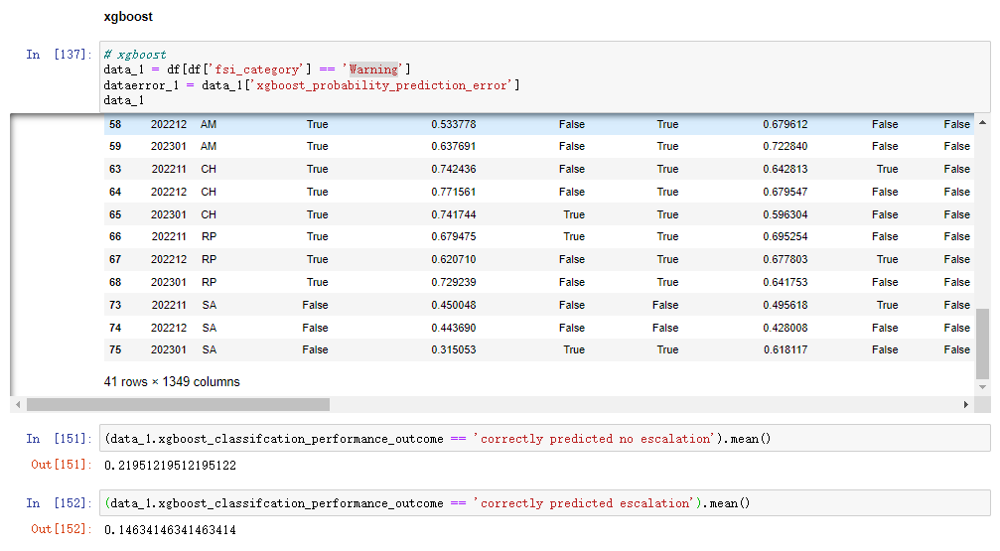 xgboost
In [137]: # xgboost
data_1 = df[df['fsi_category'] == 'Warning']
dataerror_1 = data_1['xgboost_probability_prediction_error']
data_1
58 202212 AM True 0.533778 False True 0.679612 False False
59 202301 AM True 0.637691 False True 0.722840 False False
63 202211 CH True 0.742436 False True 0.642813 True False
64 202212 CH True 0.771561 False True 0.679547 False False
65 202301 CH True 0.741744 True True 0.596304 False False
66 202211 RP True 0.679475 True True 0.695254 False False
67 202212 RP True 0.620710 False True 0.677803 True False
68 202301 RP True 0.729239 False True 0.641753 False False
73 202211 SA False 0.450048 False False 0.495618 True False
74 202212 SA False 0.443690 False False 0.428008 False False
75 202301 SA False 0.315053 True True 0.618117 False False
41 rows × 1349 columns
In [151]: (data_1.xgboost_classifcation_performance_outcome == 'correctly predicted no escalation').mean()
Out[151]: 0.21951219512195122
In [152]: (data_1.xgboost_classifcation_performance_outcome == 'correctly predicted escalation').mean()
Out[152]: 0.14634146341463414